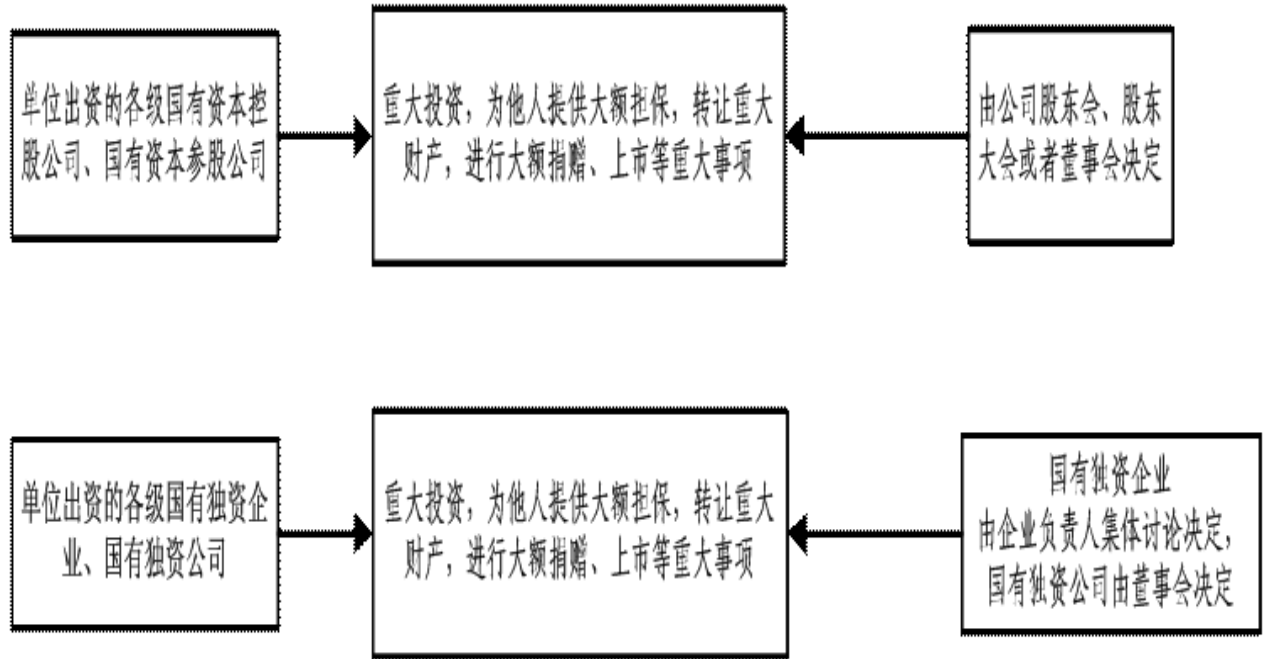 单位出资的各级国有资本控
股公司、国有资本参股公司
重大投资，为他人提供大额担保，转让重大
财产，进行大额捐赠、上市等重大事项
由公司股东会、股东
大会或者董事会决定
单位出资的各级国有独资企
业、国有独资公司
重大投资，为他人提供大额担保，转让重大
财产，进行大额捐赠、上市等重大事项
国有独资企业
由企业负责人集体讨论决定，
国有独资公司由董事会决定